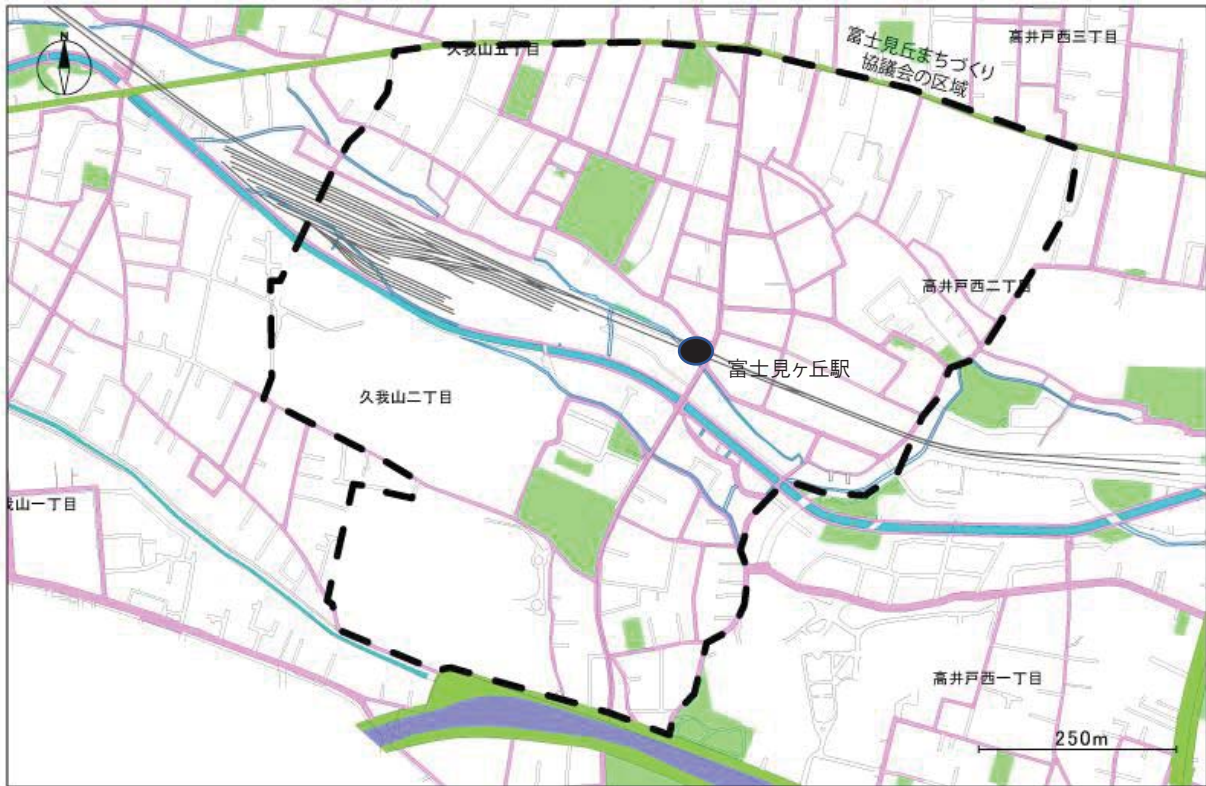 N
久我山五丁目
富士見丘まちづくり
協議会の区域
高井戸西三丁目
高井戸西二丁目
富士見ヶ丘駅
久我山二丁目
我山一丁目
高井戸西一丁目
250m